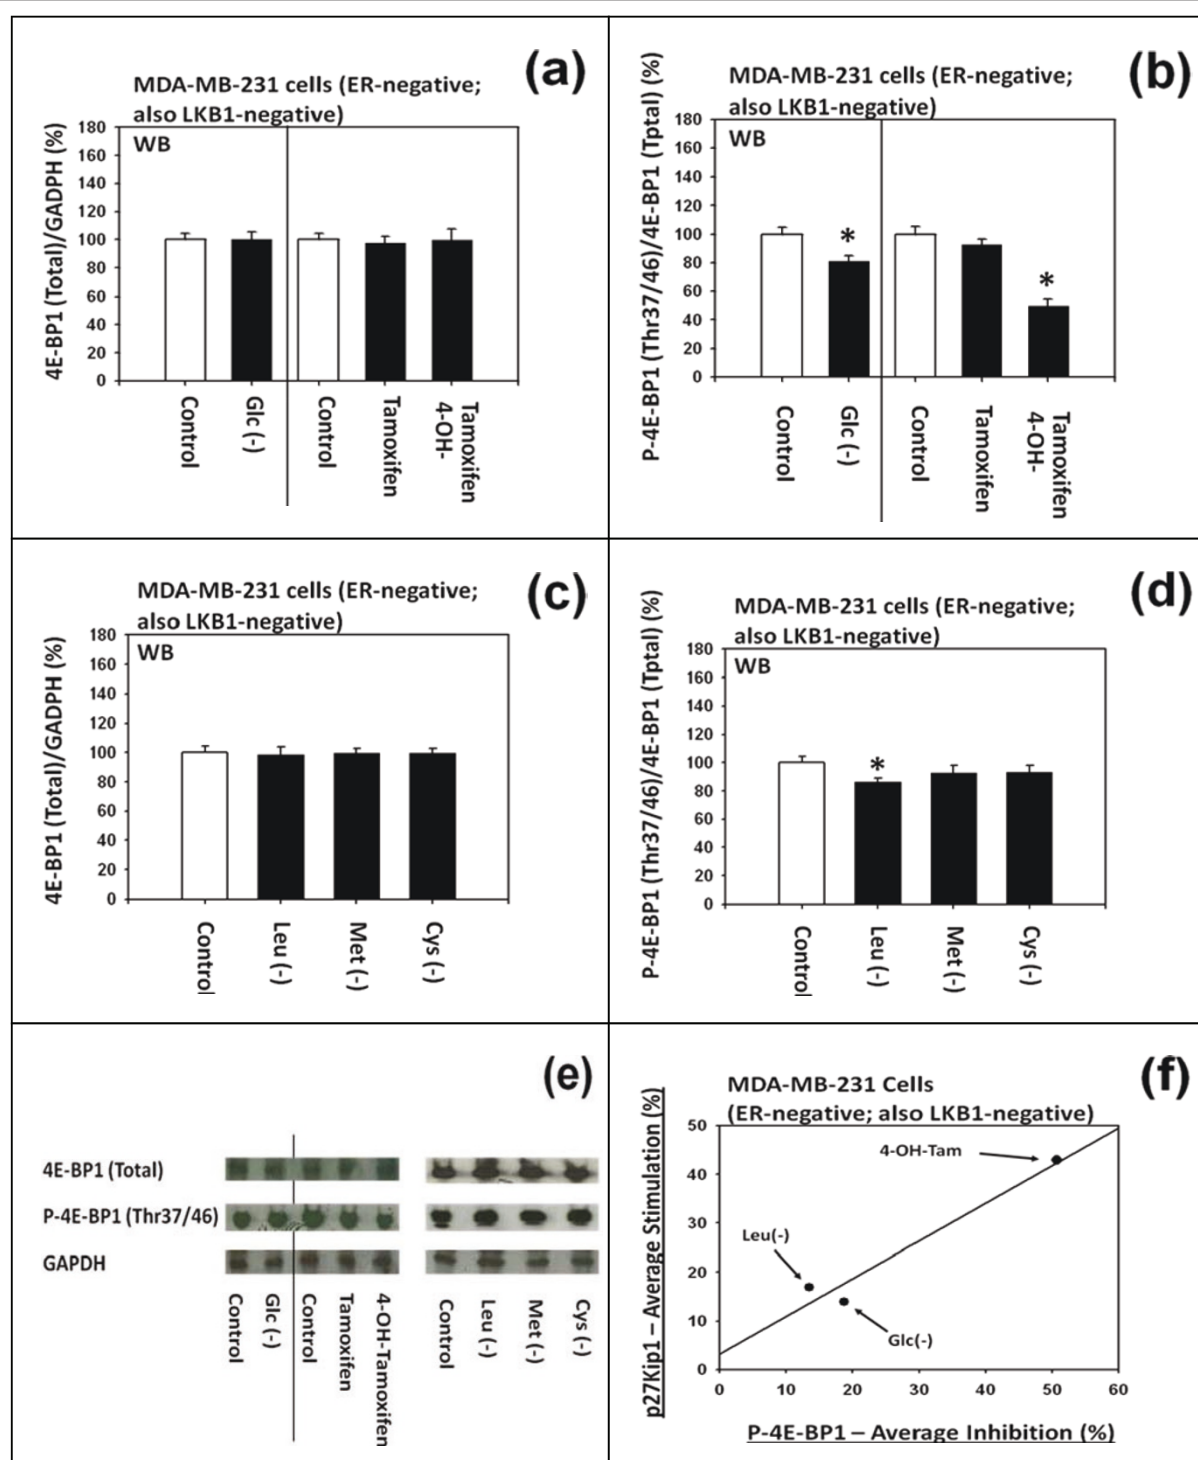 (a)
MDA-MB-231 cells (ER-negative;
also LKB1-negative)
WB
4E-BP1 (Total)/GADPH (%)
180
160
140
120
100
80
60
40
20
0
Control
Glc (-)
Control
Tamoxifen
4-OH-
Tamoxifen
(b)
MDA-MB-231 cells (ER-negative;
also LKB1-negative)
WB
P-4E-BP1 (Thr37/46)/4E-BP1 (Tptal) (%)
180
160
140
120
100
80
60
40
20
0
*
*
Control
Glc (-)
Control
Tamoxifen
4-OH-
Tamoxifen
(c)
MDA-MB-231 cells (ER-negative;
also LKB1-negative)
WB
4E-BP1 (Total)/GADPH (%)
180
160
140
120
100
80
60
40
20
0
Control
Leu (-)
Met (-)
Cys (-)
(d)
MDA-MB-231 cells (ER-negative;
also LKB1-negative)
WB
P-4E-BP1 (Thr37/46)/4E-BP1 (Tptal) (%)
180
160
140
120
100
80
60
40
20
0
*
Control
Leu (-)
Met (-)
Cys (-)
(e)
4E-BP1 (Total)
P-4E-BP1 (Thr37/46)
GAPDH
Control
Glc (-)
Control
Tamoxifen
4-OH-Tamoxifen
Control
Leu (-)
Met (-)
Cys (-)
(f)
MDA-MB-231 Cells
(ER-negative; also LKB1-negative)
p27Kip1 – Average Stimulation (%)
50
40
30
20
10
0
4-OH-Tam
Leu(-)
Glc(-)
0 10 20 30 40 50 60
P-4E-BP1 – Average Inhibition (%)